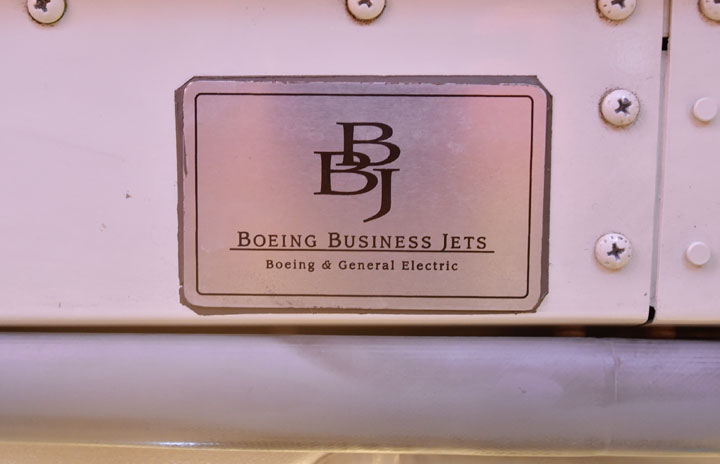 BBJ
BOEING BUSINESS JETS
Boeing & General Electric